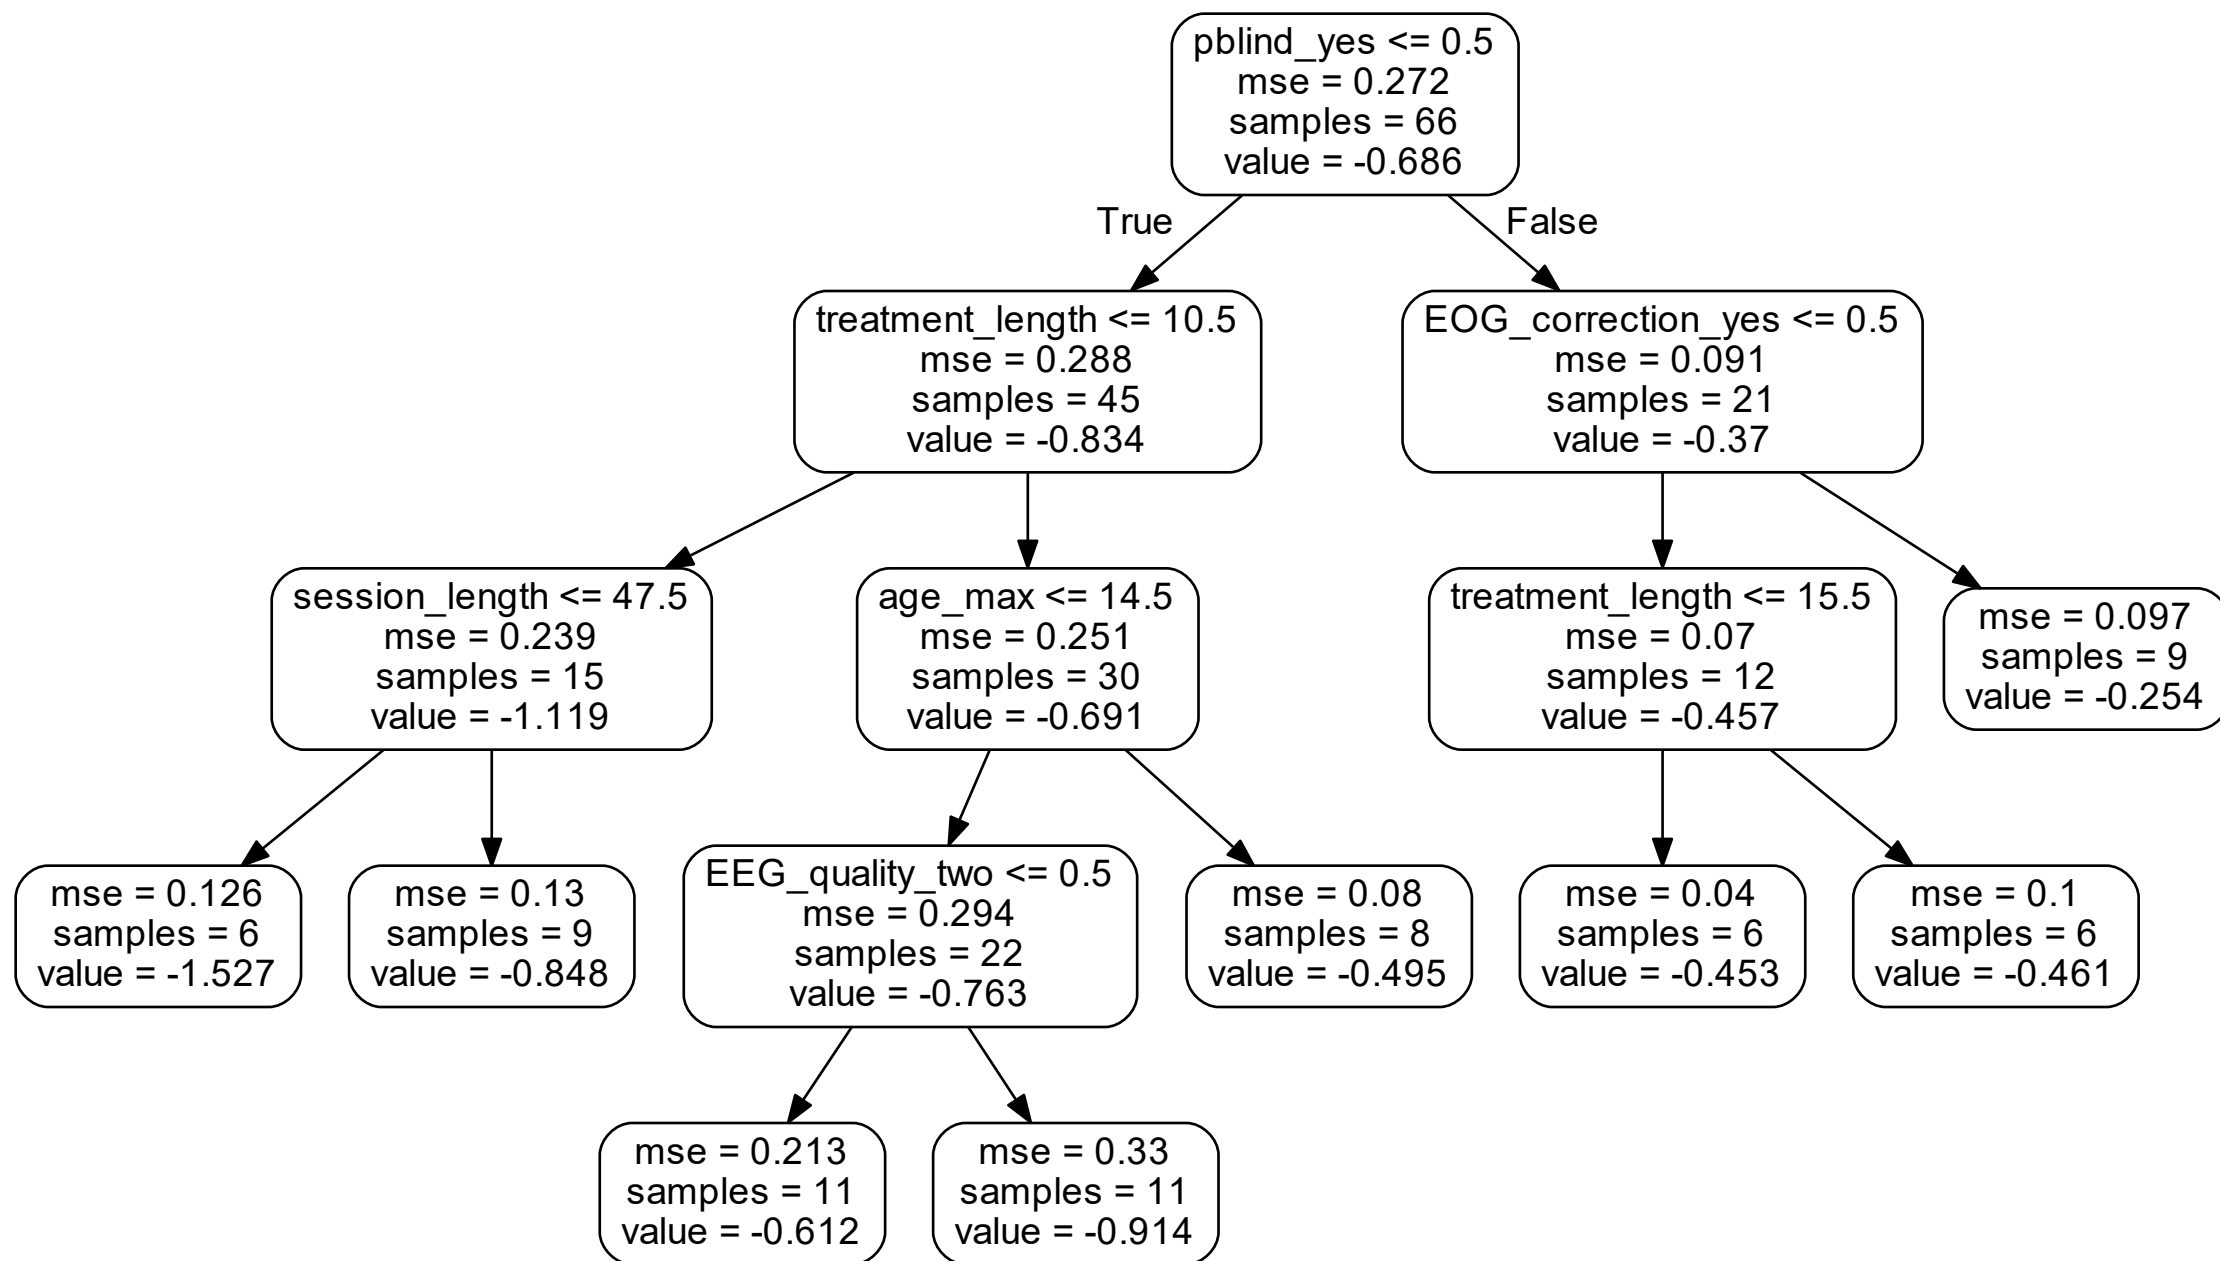 pblind_yes <= 0.5
mse = 0.272
samples = 66
value = -0.686
True
False
treatment_length <= 10.5
mse = 0.288
samples = 45
value = -0.834
EOG_correction_yes <= 0.5
mse = 0.091
samples = 21
value = -0.37
session_length <= 47.5
mse = 0.239
samples = 15
value = -1.119
age_max <= 14.5
mse = 0.251
samples = 30
value = -0.691
treatment_length <= 15.5
mse = 0.07
samples = 12
value = -0.457
mse = 0.097
samples = 9
value = -0.254
mse = 0.126
samples = 6
value = -1.527
mse = 0.13
samples = 9
value = -0.848
EEG_quality_two <= 0.5
mse = 0.294
samples = 22
value = -0.763
mse = 0.08
samples = 8
value = -0.495
mse = 0.04
samples = 6
value = -0.453
mse = 0.1
samples = 6
value = -0.461
mse = 0.213
samples = 11
value = -0.612
mse = 0.33
samples = 11
value = -0.914